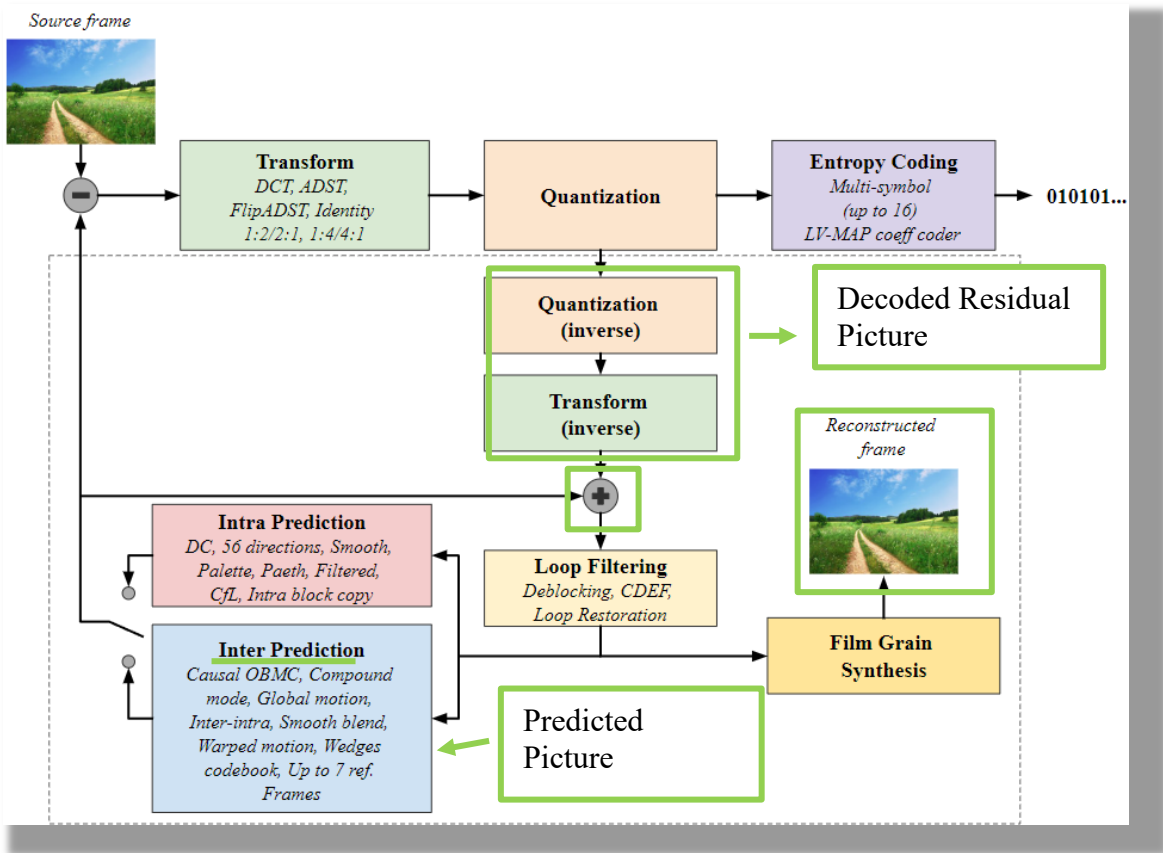 Source frame
Transform
DCT, ADST,
FlipADST, Identity
1:2/2:1, 1:4/4:1
Quantization
Entropy Coding
Multi-symbol
(up to 16)
LV-MAP coeff coder
010101...
Quantization
(inverse)
Decoded Residual
Picture
Transform
(inverse)
Reconstructed
frame
Intra Prediction
DC, 56 directions, Smooth,
Palette, Paeth, Filtered,
CfL, Intra block copy
Loop Filtering
Deblocking, CDEF,
Loop Restoration
Inter Prediction
Causal OBMC, Compound
mode, Global motion,
Inter-intra, Smooth blend,
Warped motion, Wedges
codebook, Up to 7 ref.
Frames
Film Grain
Synthesis
Predicted
Picture